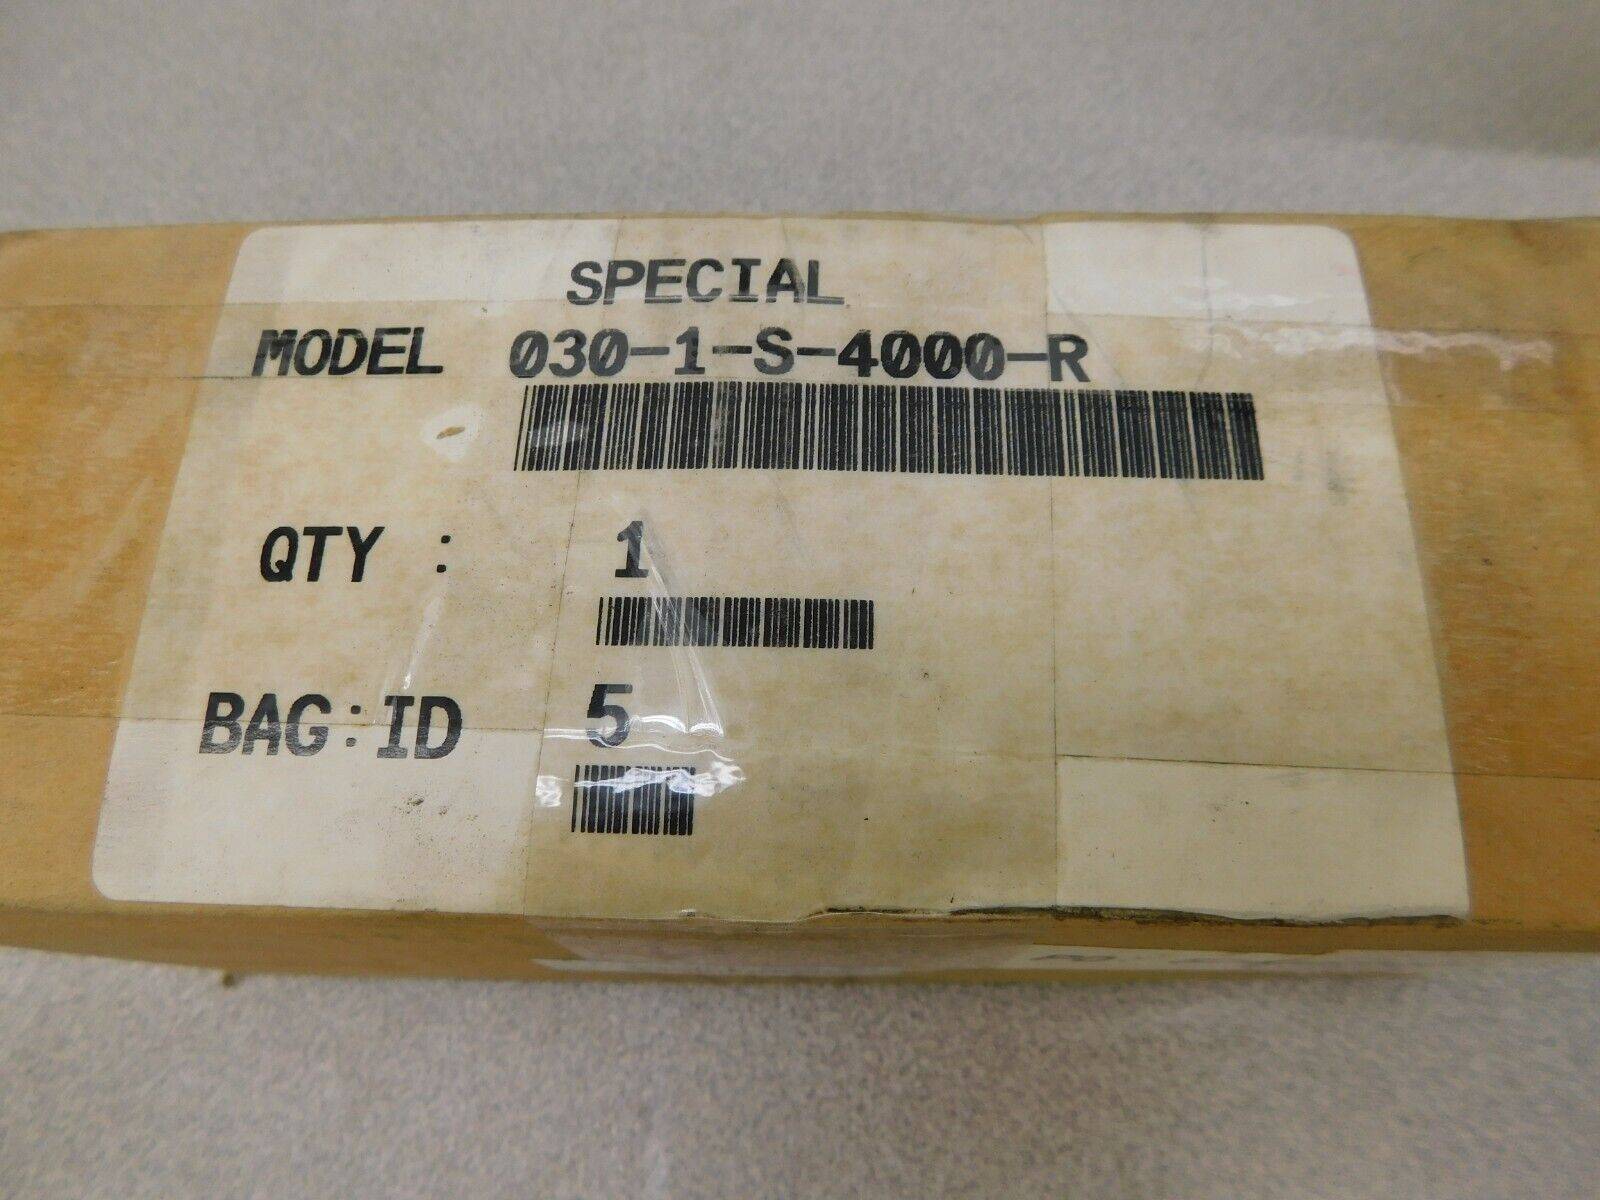 SPECIAL
MODEL 030-1-S-4000-R
QTY : 1
BAG:ID 5